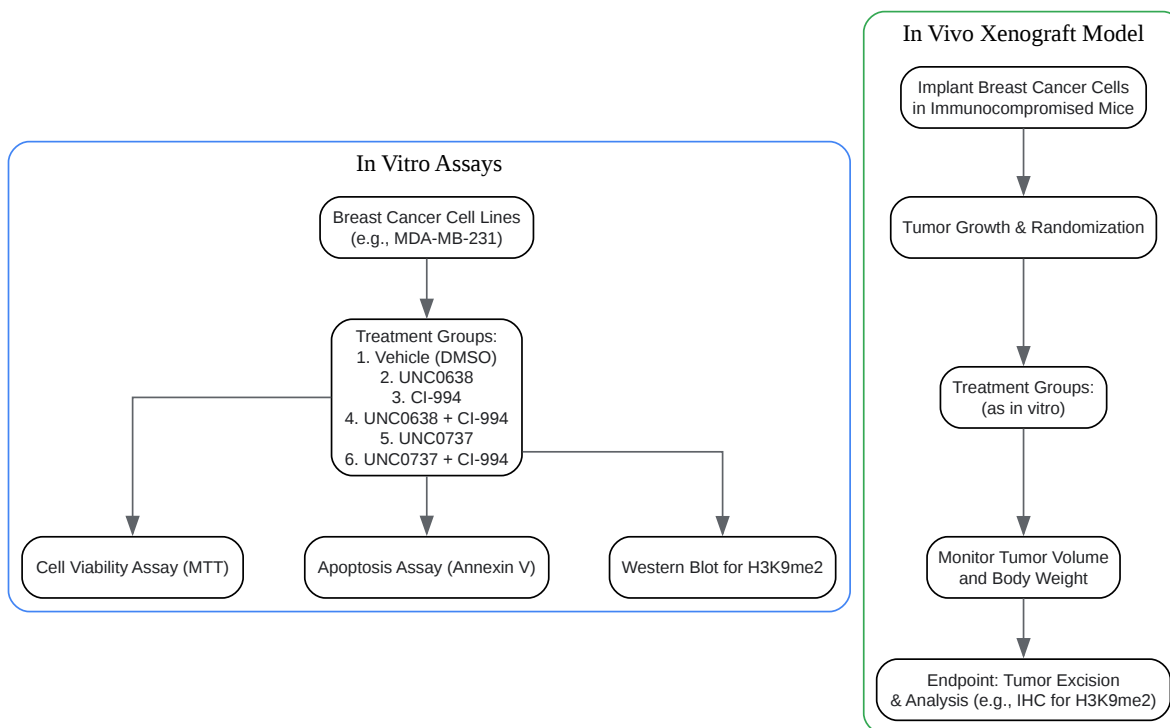 In Vitro Assays
Breast Cancer Cell Lines
(e.g., MDA-MB-231)
Treatment Groups:
1. Vehicle (DMSO)
2. UNC0638
3. CI-994
4. UNC0638 + CI-994
5. UNC0737
6. UNC0737 + CI-994
Cell Viability Assay (MTT)
Apoptosis Assay (Annexin V)
Western Blot for H3K9me2
In Vivo Xenograft Model
Implant Breast Cancer Cells
in Immunocompromised Mice
Tumor Growth & Randomization
Treatment Groups:
(as in vitro)
Monitor Tumor Volume
and Body Weight
Endpoint: Tumor Excision
& Analysis (e.g., IHC for H3K9me2)